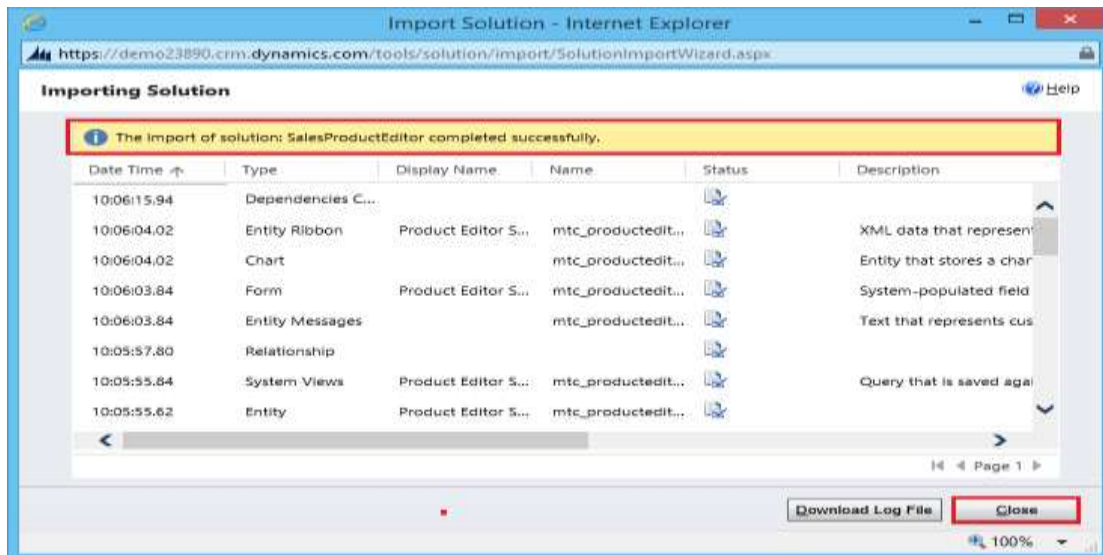 Import Solution - Internet Explorer
https://demo23890.crm.dynamics.com/tools/solution/import/SolutionImportWizard.aspx
Importing Solution Help
The import of solution: SalesProductEditor completed successfully.
Date Time Type Display Name Name Status Description
10:06:15.94 Dependencies C...
10:06:04.02 Entity Ribbon Product Editor S... mtc_productedit... XML data that represent
10:06:04.02 Chart mtc_productedit... Entity that stores a char
10:06:03.84 Form Product Editor S... mtc_productedit... System-populated field
10:06:03.84 Entity Messages mtc_productedit... Text that represents cus
10:05:57.80 Relationship
10:05:55.84 System Views Product Editor S... mtc_productedit... Query that is saved agai
10:05:55.62 Entity Product Editor S... mtc_productedit...
Page 1
Download Log File Close
100%